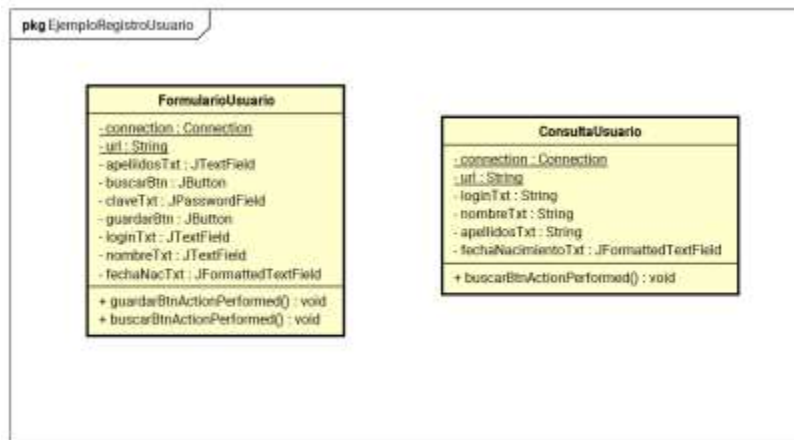 pkg EjemploRegistroUsuario
FormularioUsuario
- connection : Connection
- url : String
- apellidosTxt : JTextField
- buscarBtn : JButton
- claveTxt : JPasswordField
- guardarBtn : JButton
- loginTxt : JTextField
- nombreTxt : JTextField
- fechaNacTxt : JFormattedTextField
+ guardarBtnActionPerformed() : void
+ buscarBtnActionPerformed() : void
ConsultaUsuario
- connection : Connection
- url : String
- loginTxt : String
- nombreTxt : String
- apellidosTxt : String
- fechaNacimientoTxt : JFormattedTextField
+ buscarBtnActionPerformed() : void